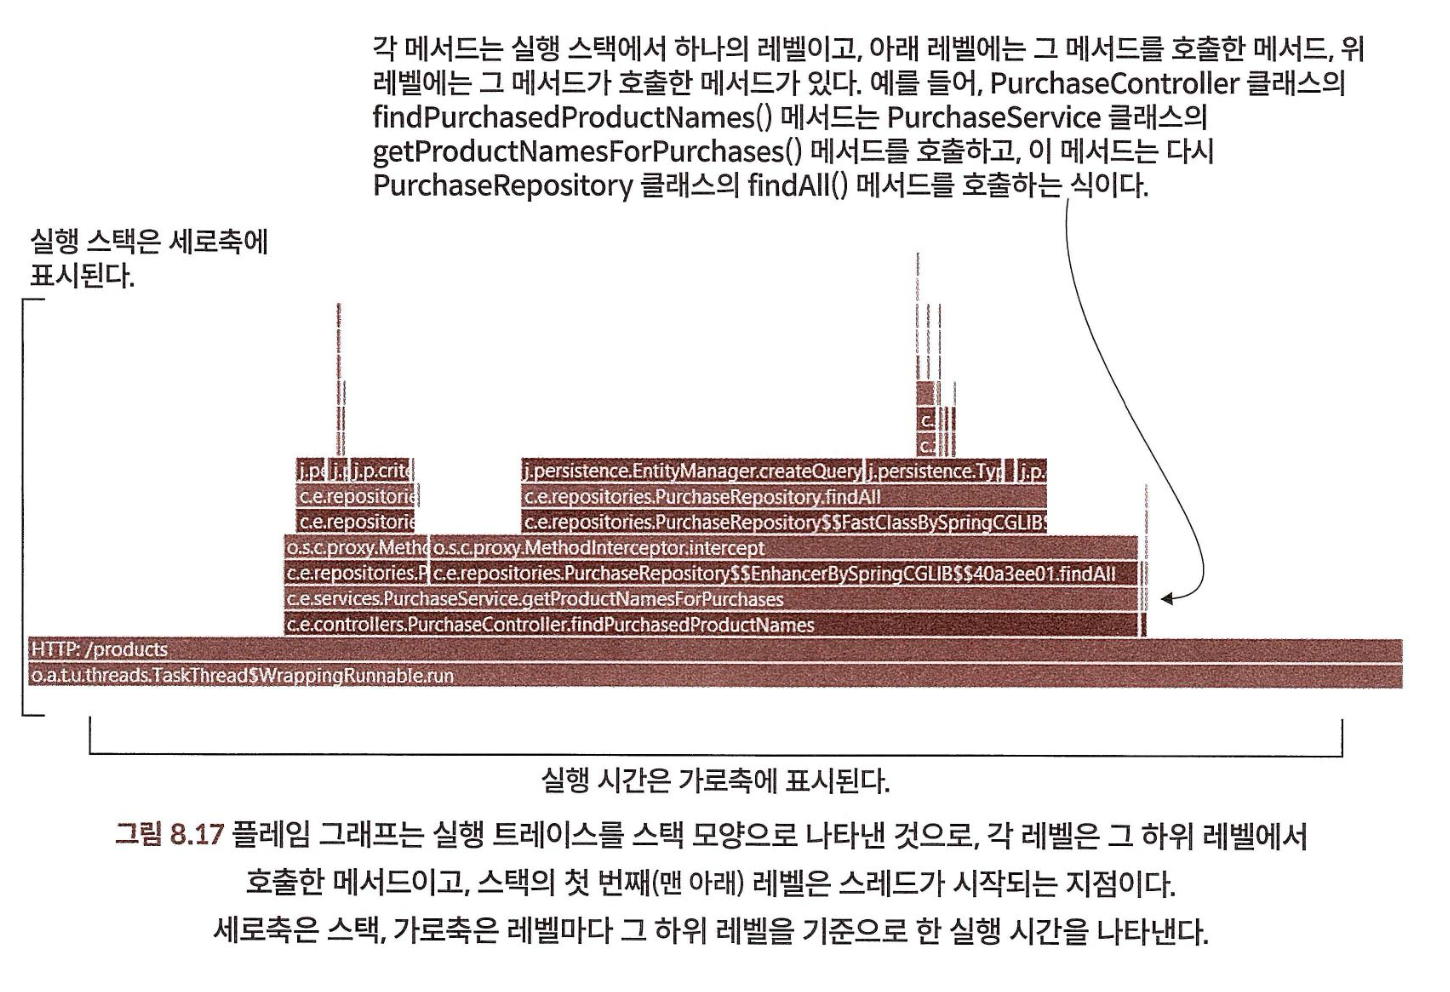 각 메서드는 실행 스택에서 하나의 레벨이고, 아래 레벨에는 그 메서드를 호출한 메서드, 위
레벨에는 그 메서드가 호출한 메서드가 있다. 예를 들어, PurchaseController 클래스의
findPurchasedProductNames() 메서드는 PurchaseService 클래스의
getProductNamesForPurchases() 메서드를 호출하고, 이 메서드는 다시
PurchaseRepository 클래스의 findAll() 메서드를 호출하는 식이다.
실행 스택은 세로축에
표시된다.
c.
c.
j.pe j.p j.p.crite j.persistence.EntityManager.createQuery j.persistence.Typ j.p.
c.e.repositorie c.e.repositories.PurchaseRepository.findAll
c.e.repositorie c.e.repositories.PurchaseRepository$$FastClassBySpringCGLIB$
o.s.c.proxy.Metho o.s.c.proxy.MethodInterceptor.intercept
c.e.repositories.P c.e.repositories.PurchaseRepository$$EnhancerBySpringCGLIB$$40a3ee01.findAll
c.e.services.PurchaseService.getProductNamesForPurchases
c.e.controllers.PurchaseController.findPurchasedProductNames
HTTP: /products
o.a.t.u.threads.TaskThread$WrappingRunnable.run
실행 시간은 가로축에 표시된다.
그림 8.17 플레임 그래프는 실행 트레이스를 스택 모양으로 나타낸 것으로, 각 레벨은 그 하위 레벨에서
호출한 메서드이고, 스택의 첫 번째(맨 아래) 레벨은 스레드가 시작되는 지점이다.
세로축은 스택, 가로축은 레벨마다 그 하위 레벨을 기준으로 한 실행 시간을 나타낸다.